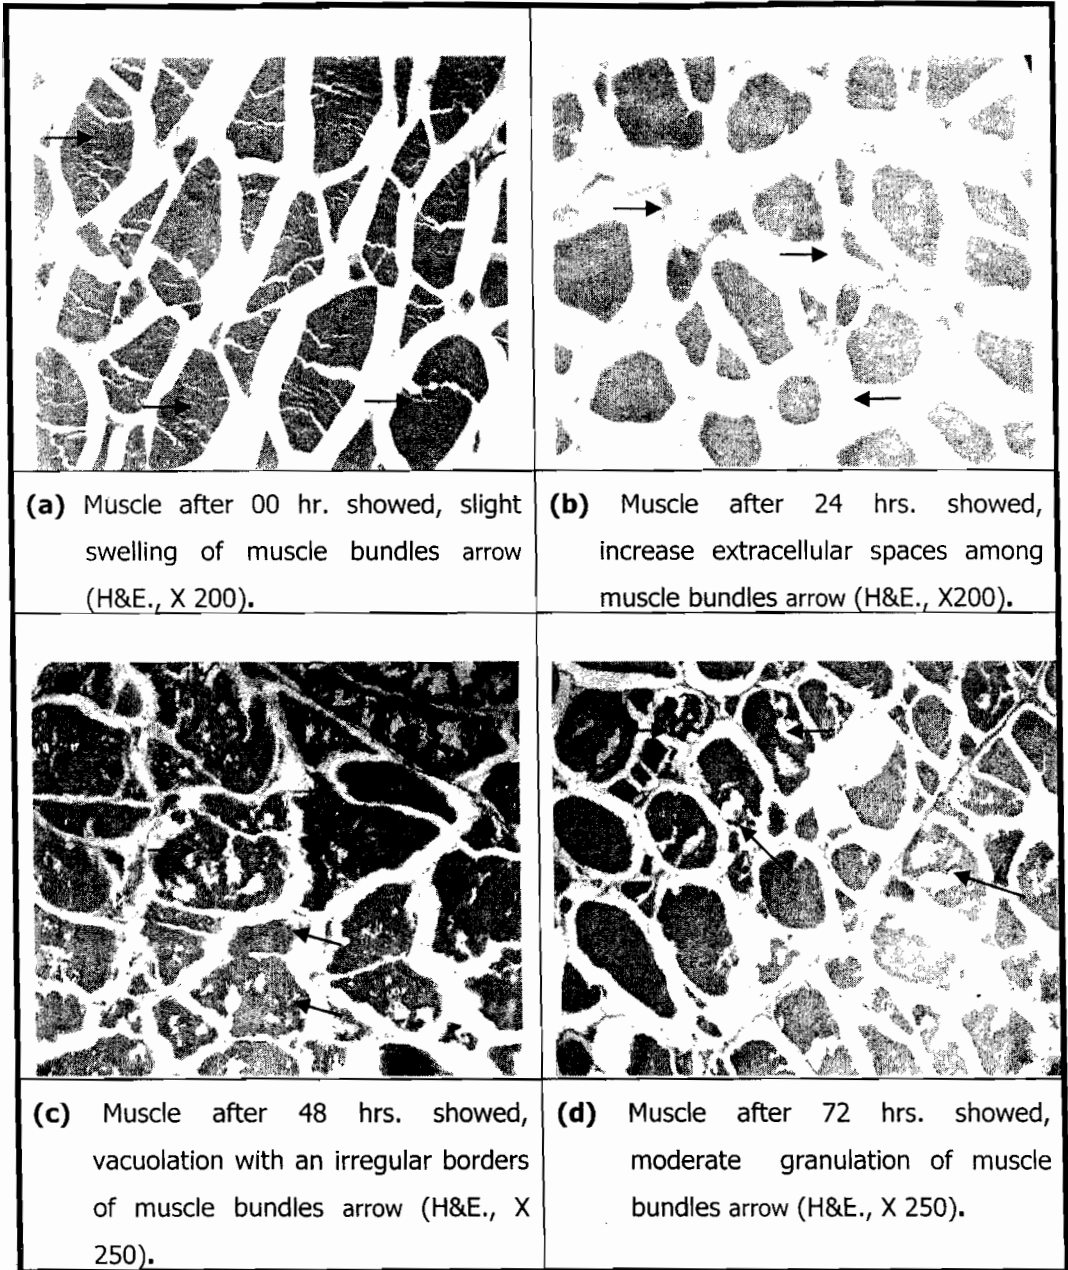 (a) Muscle after 00 hr. showed, slight
swelling of muscle bundles arrow
(H&E., X 200).
(b) Muscle after 24 hrs. showed,
increase extracellular spaces among
muscle bundles arrow (H&E., X200).
(c) Muscle after 48 hrs. showed,
vacuolation with an irregular borders
of muscle bundles arrow (H&E., X
250).
(d) Muscle after 72 hrs. showed,
moderate granulation of muscle
bundles arrow (H&E., X 250).